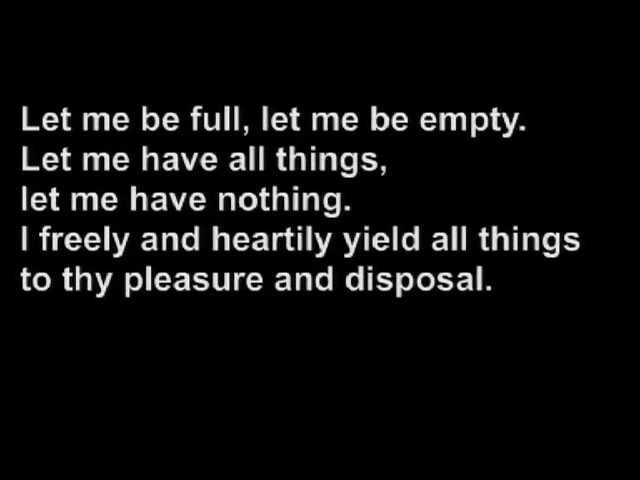 Let me be full, let me be empty.
Let me have all things,
let me have nothing.
I freely and heartily yield all things
to thy pleasure and disposal.